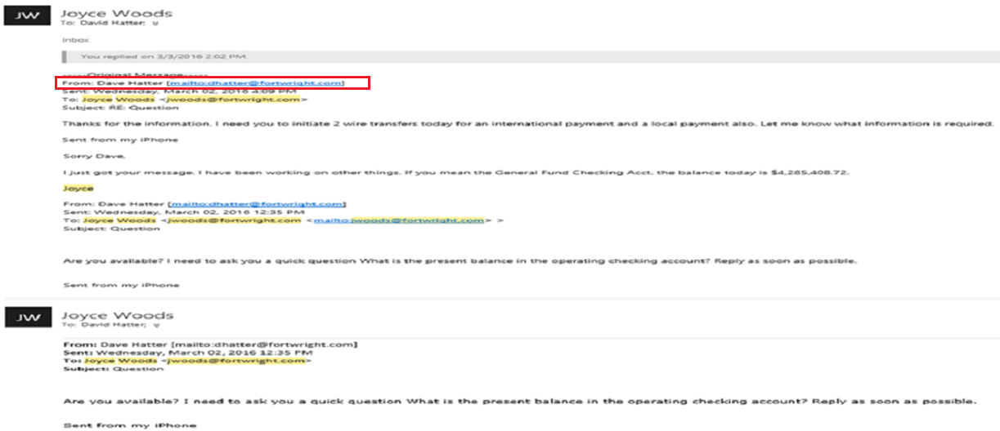 JW
Joyce Woods
To: David Hatter;
Inbox
You replied on 3/3/2016 2:02 PM.
-----Original Message-----
From: Dave Hatter [mailto:dhatter@fortwright.com]
Sent: Wednesday, March 02, 2016 4:09 PM
To: Joyce Woods <jwoods@fortwright.com>
Subject: RE: Question
Thanks for the information. I need you to initiate 2 wire transfers today for an international payment and a local payment also. Let me know what information is required.
Sent from my iPhone
Sorry Dave,
I just got your message. I have been working on other things. If you mean the General Fund Checking Acct, the balance today is $4,285,408.72.
Joyce
From: Dave Hatter [mailto:dhatter@fortwright.com]
Sent: Wednesday, March 02, 2016 12:35 PM
To: Joyce Woods <jwoods@fortwright.com <mailto:jwoods@fortwright.com> >
Subject: Question
Are you available? I need to ask you a quick question What is the present balance in the operating checking account? Reply as soon as possible.
Sent from my iPhone
JW
Joyce Woods
To: David Hatter;
From: Dave Hatter [mailto:dhatter@fortwright.com]
Sent: Wednesday, March 02, 2016 12:35 PM
To: Joyce Woods <jwoods@fortwright.com>
Subject: Question
Are you available? I need to ask you a quick question What is the present balance in the operating checking account? Reply as soon as possible.
Sent from my iPhone